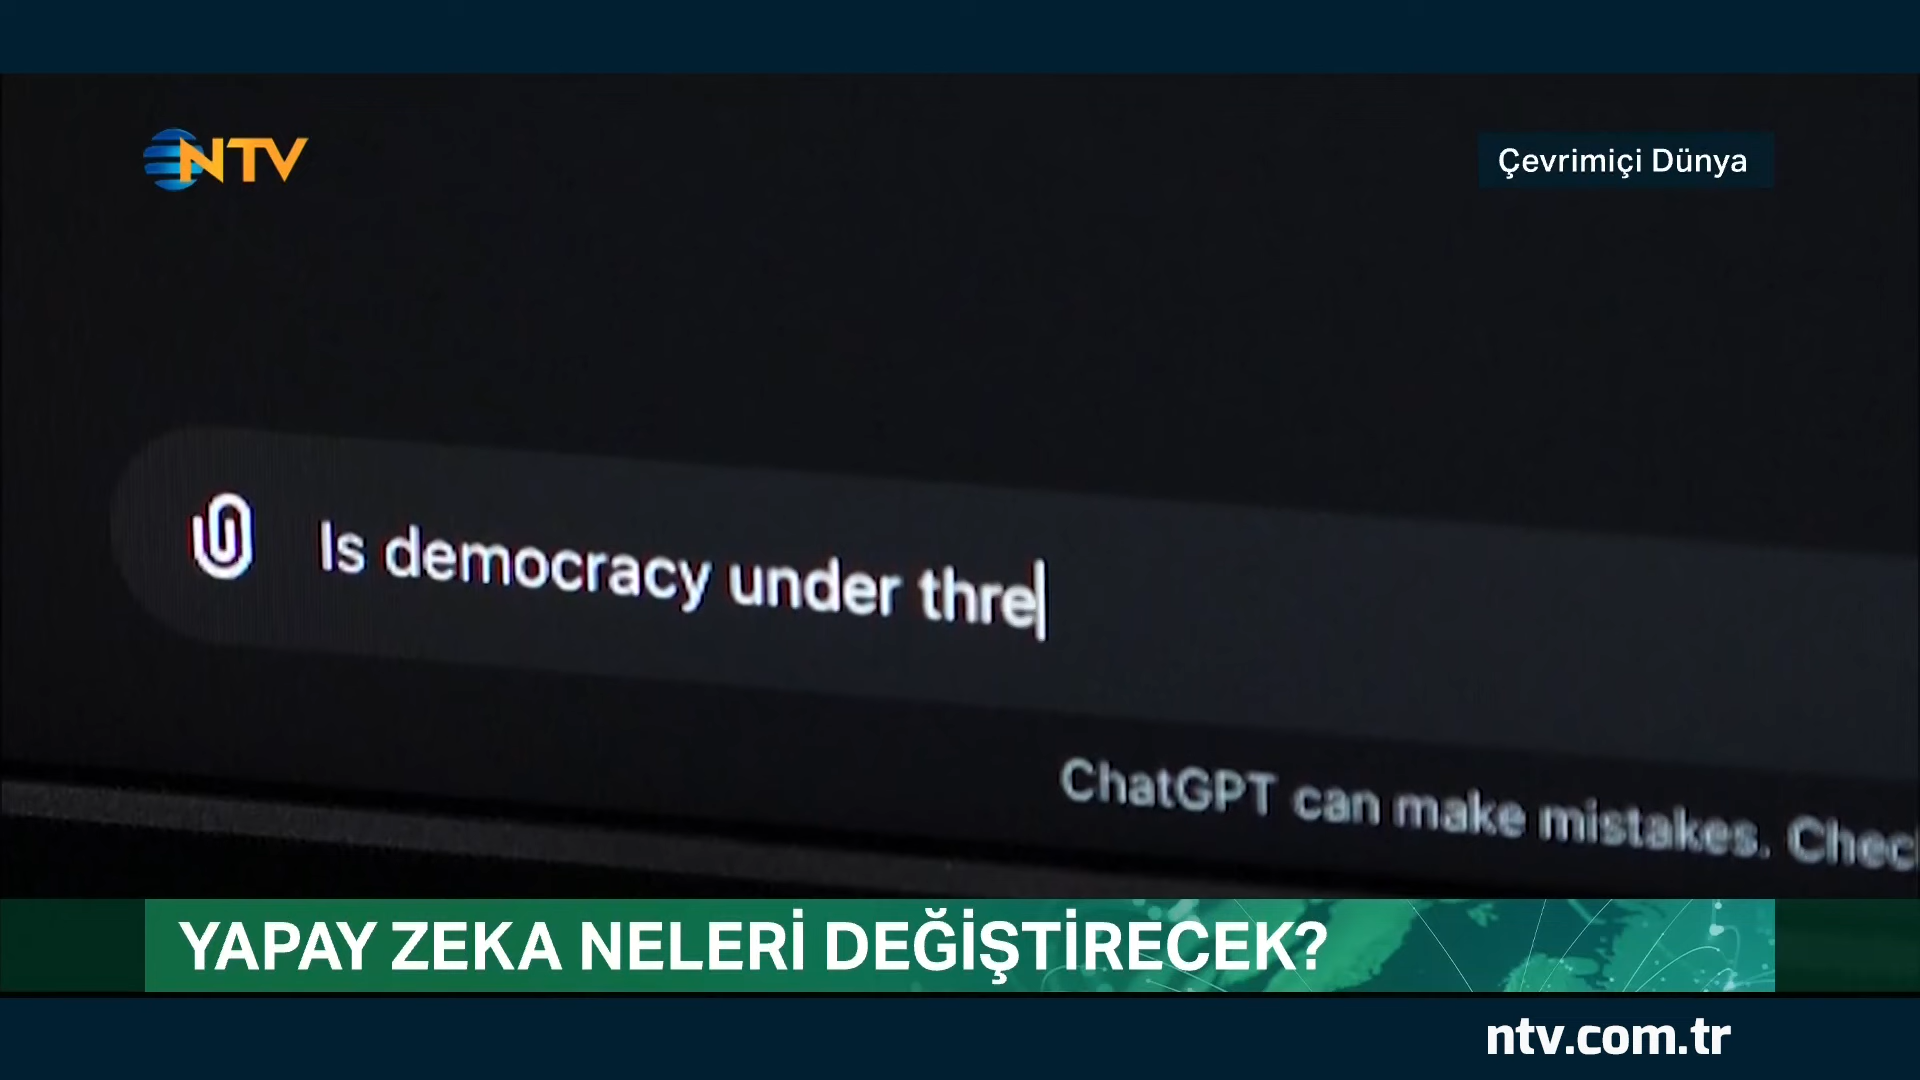 NTV
Çevrimiçi Dünya
Is democracy under thre
ChatGPT can make mistakes. Chec
YAPAY ZEKA NELERİ DEĞİŞTİRECEK?
ntv.com.tr